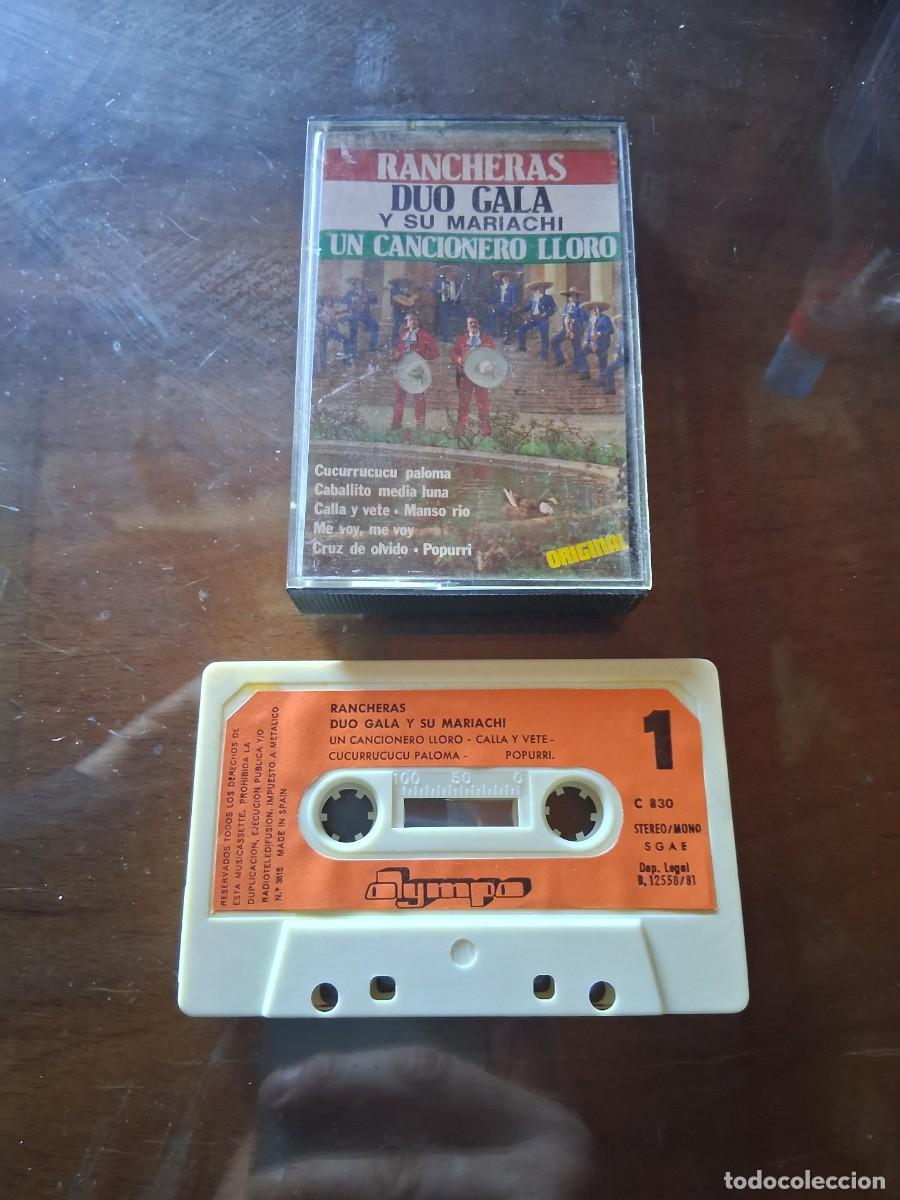 RANCHERAS
DUO GALA
Y SU MARIACHI
UN CANCIONERO LLORO
Cucurrucucu paloma
Caballito media luna
Calla y vete • Manso rio
Me voy, me voy
Cruz de olvido • Popurri
ORIGINAL
RANCHERAS
DUO GALA Y SU MARIACHI
UN CANCIONERO LLORO - CALLA Y VETE -
CUCURRUCUCU PALOMA - POPURRI.
1
100 50 0
C 830
STEREO/MONO
SGAE
Dep. Legal
B. 12558/81
RESERVADOS TODOS LOS DERECHOS DE
ESTA MUSICASSETTE, PROHIBIDA LA
DUPLICACION, EJECUCION PUBLICA Y/O
RADIOTELEDIFUSION. IMPUESTO A METALICO
N.º 3615 MADE IN SPAIN
Olympo
todocoleccion